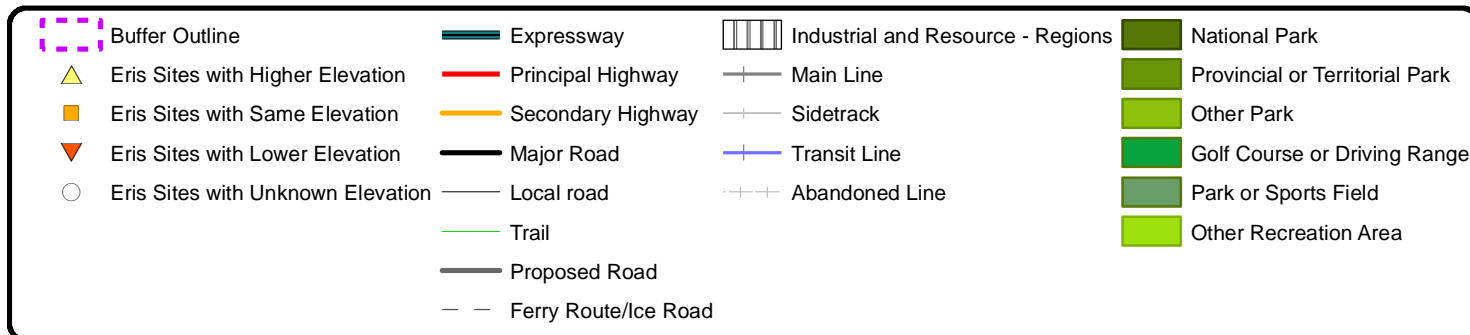 Buffer Outline
Eris Sites with Higher Elevation
Eris Sites with Same Elevation
Eris Sites with Lower Elevation
Eris Sites with Unknown Elevation
Expressway
Principal Highway
Secondary Highway
Major Road
Local road
Trail
Proposed Road
Ferry Route/Ice Road
Industrial and Resource - Regions
Main Line
Sidetrack
Transit Line
Abandoned Line
National Park
Provincial or Territorial Park
Other Park
Golf Course or Driving Range
Park or Sports Field
Other Recreation Area